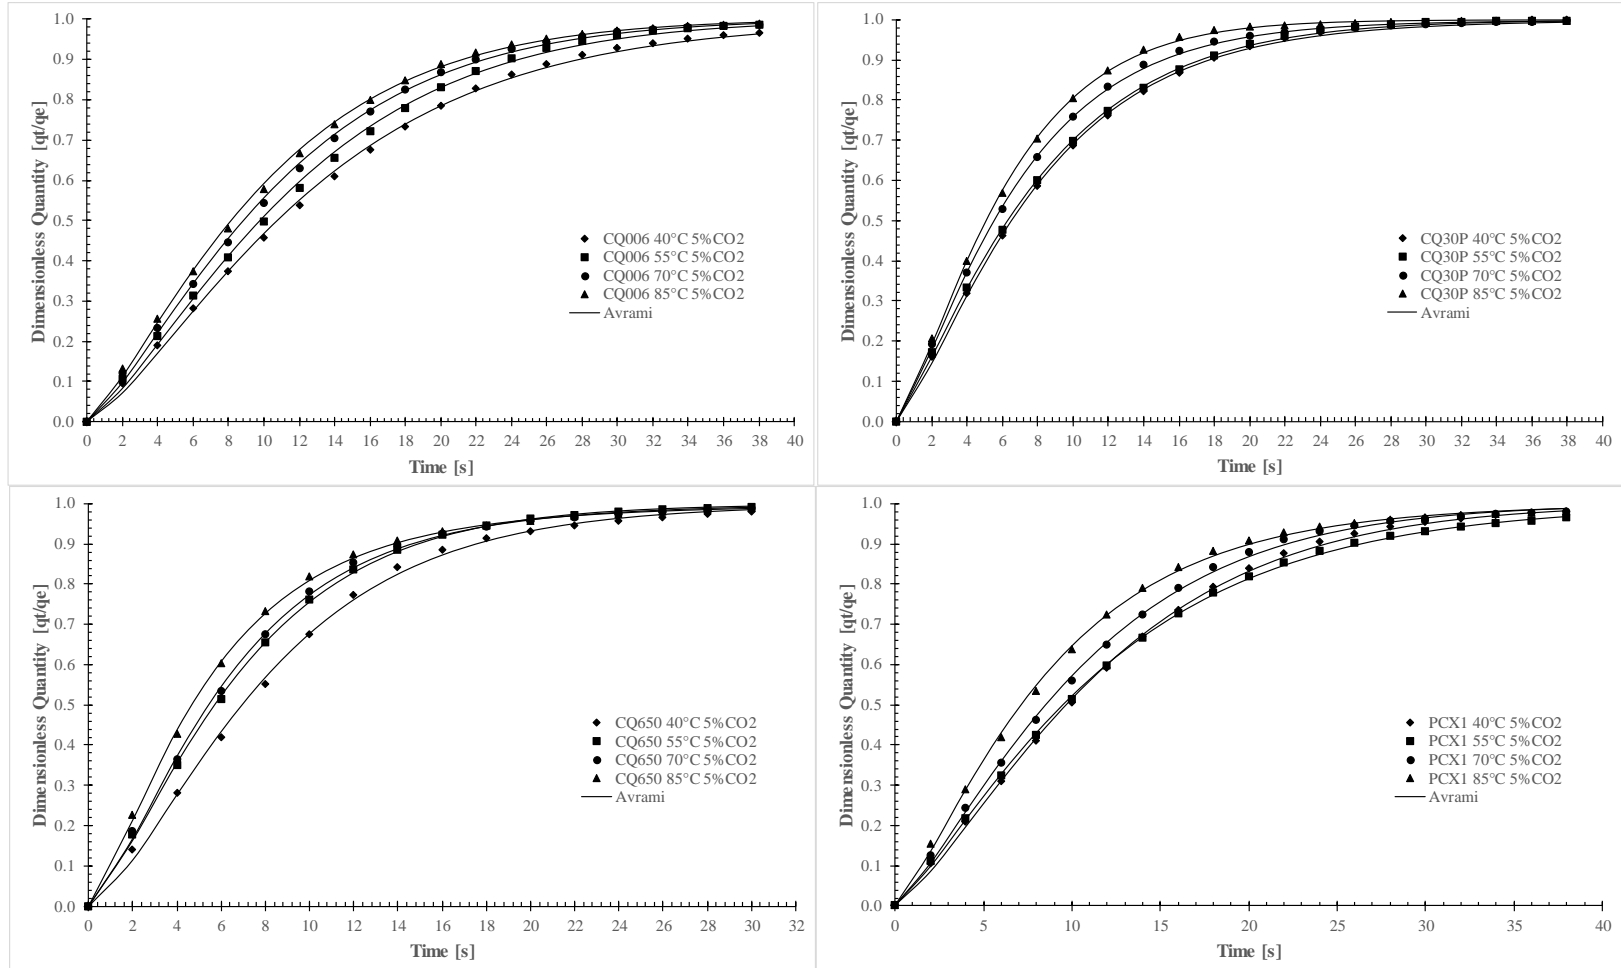 Dimensionless Quantity [qt/qe]
1.0
0.9
0.8
0.7
0.6
0.5
0.4
0.3
0.2
0.1
0.0
CQ006 40°C 5%CO2
CQ006 55°C 5%CO2
CQ006 70°C 5%CO2
CQ006 85°C 5%CO2
Avrami
0 2 4 6 8 10 12 14 16 18 20 22 24 26 28 30 32 34 36 38 40
Time [s]
Dimensionless Quantity [qt/qe]
1.0
0.9
0.8
0.7
0.6
0.5
0.4
0.3
0.2
0.1
0.0
CQ30P 40°C 5%CO2
CQ30P 55°C 5%CO2
CQ30P 70°C 5%CO2
CQ30P 85°C 5%CO2
Avrami
0 2 4 6 8 10 12 14 16 18 20 22 24 26 28 30 32 34 36 38 40
Time [s]
Dimensionless Quantity [qt/qe]
1.0
0.9
0.8
0.7
0.6
0.5
0.4
0.3
0.2
0.1
0.0
CQ650 40°C 5%CO2
CQ650 55°C 5%CO2
CQ650 70°C 5%CO2
CQ650 85°C 5%CO2
Avrami
0 2 4 6 8 10 12 14 16 18 20 22 24 26 28 30 32
Time [s]
Dimensionless Quantity [qt/qe]
1.0
0.9
0.8
0.7
0.6
0.5
0.4
0.3
0.2
0.1
0.0
PCX1 40°C 5%CO2
PCX1 55°C 5%CO2
PCX1 70°C 5%CO2
PCX1 85°C 5%CO2
Avrami
0 5 10 15 20 25 30 35 40
Time [s]